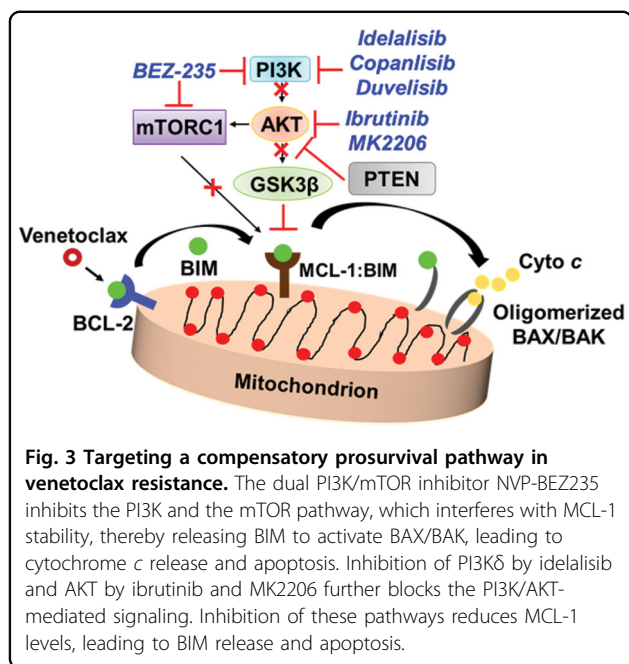 Idelalisib
BEZ-235
PI3K
Copanlisib
Duvelisib
mTORC1
AKT
Ibrutinib
MK2206
GSK3β
PTEN
Venetoclax
BIM
MCL-1:BIM
Cyto c
BCL-2
Oligomerized
BAX/BAK
Mitochondrion
Fig. 3 Targeting a compensatory prosurvival pathway in
venetoclax resistance. The dual PI3K/mTOR inhibitor NVP-BEZ235
inhibits the PI3K and the mTOR pathway, which interferes with MCL-1
stability, thereby releasing BIM to activate BAX/BAK, leading to
cytochrome c release and apoptosis. Inhibition of PI3Kδ by idelalisib
and AKT by ibrutinib and MK2206 further blocks the PI3K/AKT-
mediated signaling. Inhibition of these pathways reduces MCL-1
levels, leading to BIM release and apoptosis.